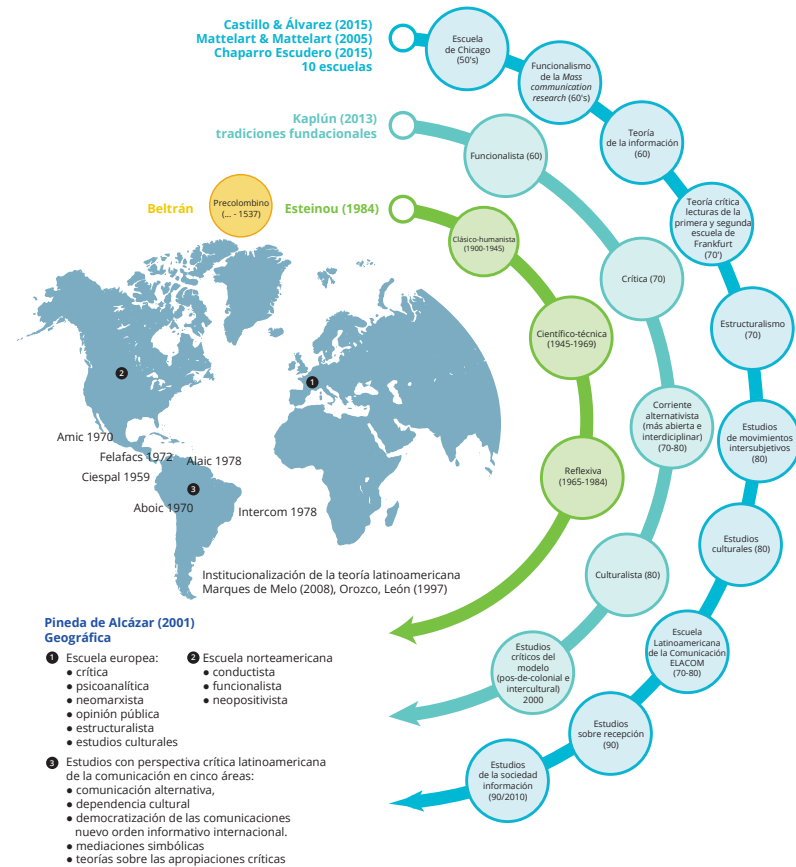 Castillo & Álvarez (2015)
Mattelart & Mattelart (2005)
Chaparro Escudero (2015)
10 escuelas
Escuela
de Chicago
(50's)
Funcionalismo
de la Mass
communication
research (60's)
Teoría
de la información
(60)
Teoría crítica
lecturas de la
primera y segunda
escuela de
Frankfurt
(70')
Estructuralismo
(70)
Estudios
de movimientos
intersubjetivos
(80)
Estudios
culturales (80)
Escuela
Latinoamericana
de la Comunicación
ELACOM
(70-80)
Estudios
sobre recepción
(90)
Estudios
de la sociedad
información
(90/2010)
Kaplún (2013)
tradiciones fundacionales
Funcionalista (60)
Crítica (70)
Corriente
alternativista
(más abierta e
interdiciplinar)
(70-80)
Culturalista (80)
Estudios
críticos del
modelo
(pos-de-colonial e
intercultural)
2000
Beltrán
Precolombino
(... - 1537)
Esteinou (1984)
Clásico-humanista
(1900-1945)
Científico-técnica
(1945-1969)
Reflexiva
(1965-1984)
2
1
3
Amic 1970
Felafacs 1972
Alaic 1978
Ciespal 1959
Aboic 1970
Intercom 1978
Institucionalización de la teoría latinoamericana
Marques de Melo (2008), Orozco, León (1997)
Pineda de Alcázar (2001)
Geográfica
1 Escuela europea:
● crítica
● psicoanalítica
● neomarxista
● opinión pública
● estructuralista
● estudios culturales
2 Escuela norteamericana
● conductista
● funcionalista
● neopositivista
3 Estudios con perspectiva crítica latinoamericana
de la comunicación en cinco áreas:
● comunicación alternativa,
● dependencia cultural
● democratización de las comunicaciones
nuevo orden informativo internacional.
● mediaciones simbólicas
● teorías sobre las apropiaciones críticas